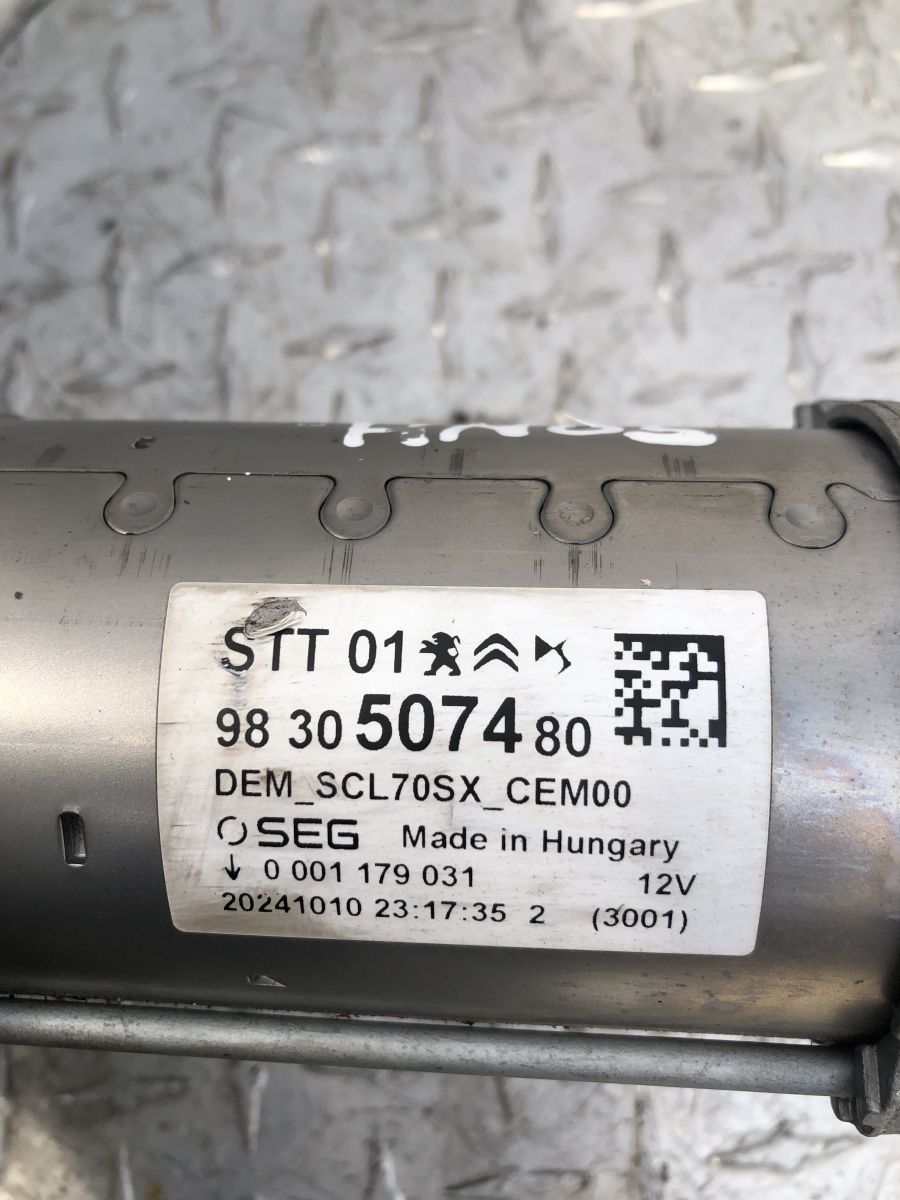 STT 01
98 30 5074 80
DEM_SCL70SX_CEM00
SEG Made in Hungary
↓ 0 001 179 031 12V
20241010 23:17:35 2 (3001)